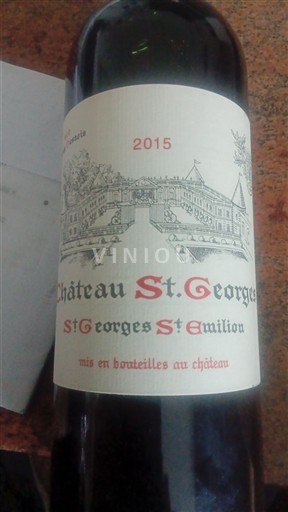 2015
VINIOU
Château St. Georges
St Georges St Emilion
mis en bouteilles au château